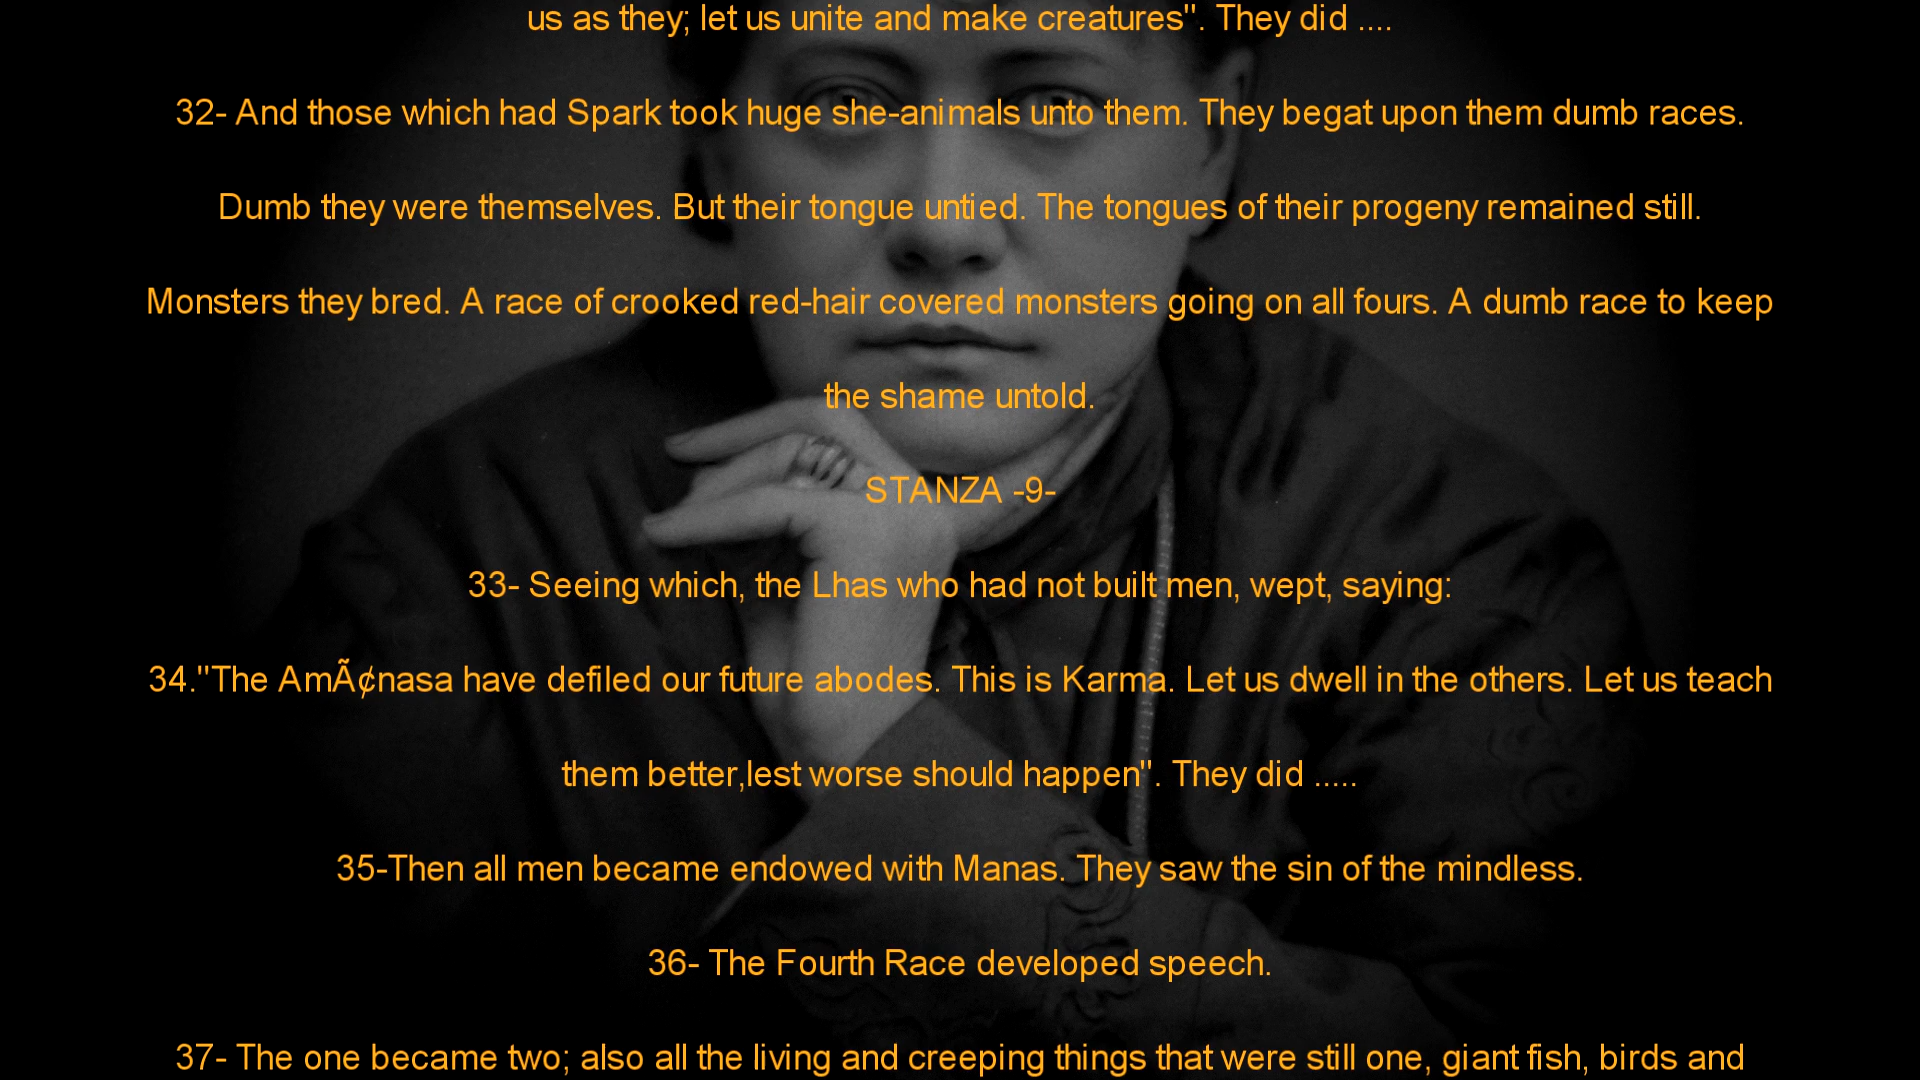 us as they; let us unite and make creatures". They did ....
32- And those which had Spark took huge she-animals unto them. They begat upon them dumb races.
Dumb they were themselves. But their tongue untied. The tongues of their progeny remained still.
Monsters they bred. A race of crooked red-hair covered monsters going on all fours. A dumb race to keep
the shame untold.
STANZA -9-
33- Seeing which, the Lhas who had not built men, wept, saying:
34."The AmÃ¢nasa have defiled our future abodes. This is Karma. Let us dwell in the others. Let us teach
them better,lest worse should happen". They did .....
35-Then all men became endowed with Manas. They saw the sin of the mindless.
36- The Fourth Race developed speech.
37- The one became two; also all the living and creeping things that were still one, giant fish, birds and